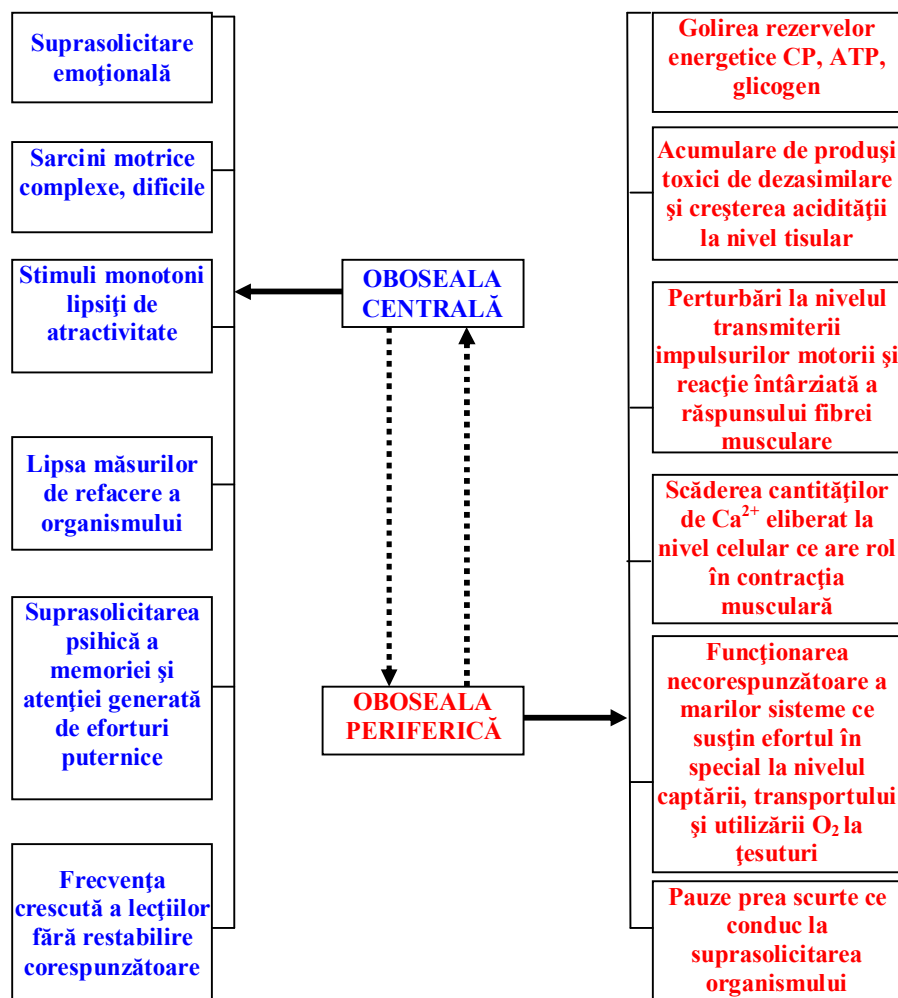 Suprasolicitare
emoţională
Sarcini motrice
complexe, dificile
Stimuli monotoni
lipsiţi de
atractivitate
Lipsa măsurilor
de refacere a
organismului
Suprasolicitarea
psihică a
memoriei şi
atenţiei generată
de eforturi
puternice
Frecvenţa
crescută a lecţiilor
fără restabilire
corespunzătoare
OBOSEALA
CENTRALĂ
OBOSEALA
PERIFERICĂ
Golirea rezervelor
energetice CP, ATP,
glicogen
Acumulare de produşi
toxici de dezasimilare
şi creşterea acidităţii
la nivel tisular
Perturbări la nivelul
transmiterii
impulsurilor motorii şi
reacţie întârziată a
răspunsului fibrei
musculare
Scăderea cantităţilor
de Ca²⁺ eliberat la
nivel celular ce are rol
în contracţia
musculară
Funcţionarea
necorespunzătoare a
marilor sisteme ce
susţin efortul în
special la nivelul
captării, transportului
şi utilizării O₂ la
ţesuturi
Pauze prea scurte ce
conduc la
suprasolicitarea
organismului